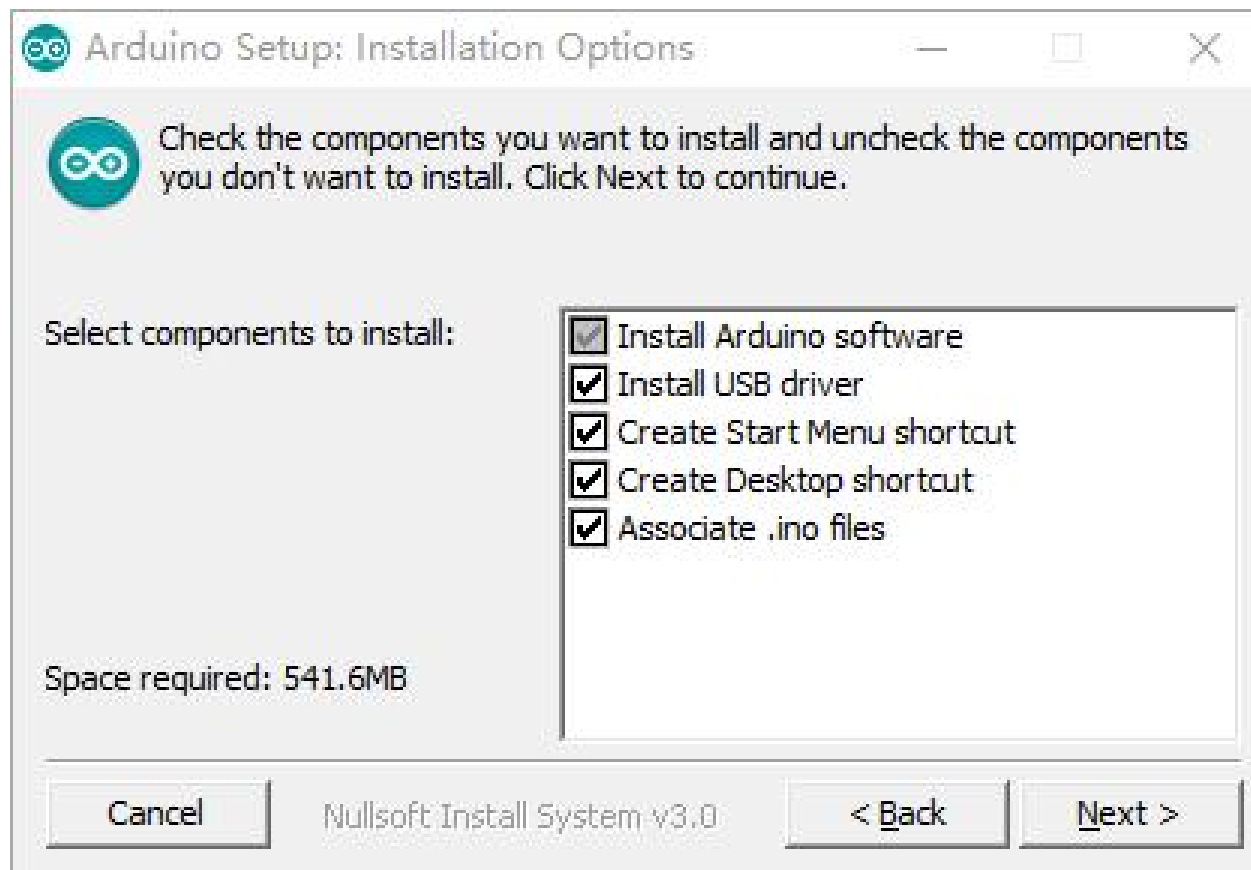 Arduino Setup: Installation Options
Check the components you want to install and uncheck the components
you don't want to install. Click Next to continue.
Select components to install:
Install Arduino software
Install USB driver
Create Start Menu shortcut
Create Desktop shortcut
Associate .ino files
Space required: 541.6MB
Cancel
Nullsoft Install System v3.0
< Back
Next >